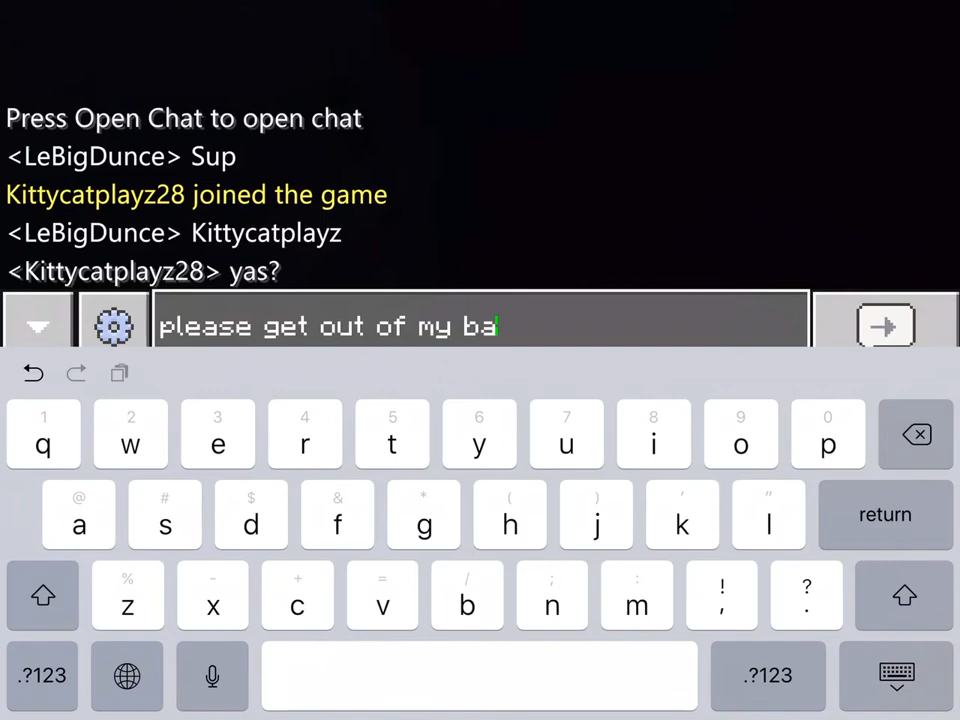 Press Open Chat to open chat
<LeBigDunce> Sup
Kittycatplayz28 joined the game
<LeBigDunce> Kittycatplayz
<Kittycatplayz28> yas?
please get out of my ba
1 2 3 4 5 6 7 8 9 0
q w e r t y u i o p
@ # $ & * ( ) ' "
a s d f g h j k l return
% - + = / ; : ! ?
z x c v b n m , .
.?123 .?123